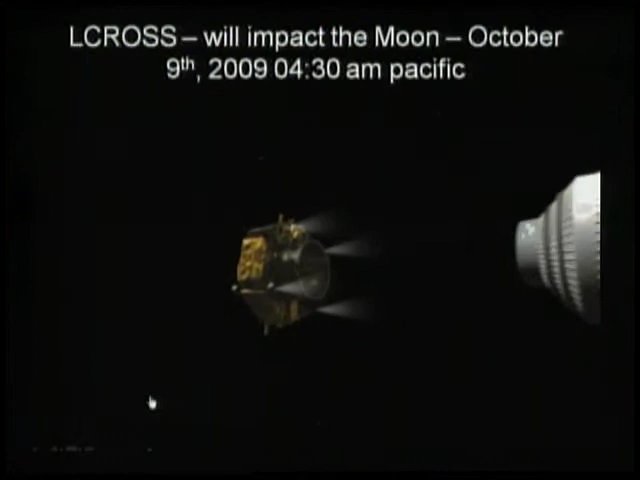 LCROSS – will impact the Moon – October
9th, 2009 04:30 am pacific